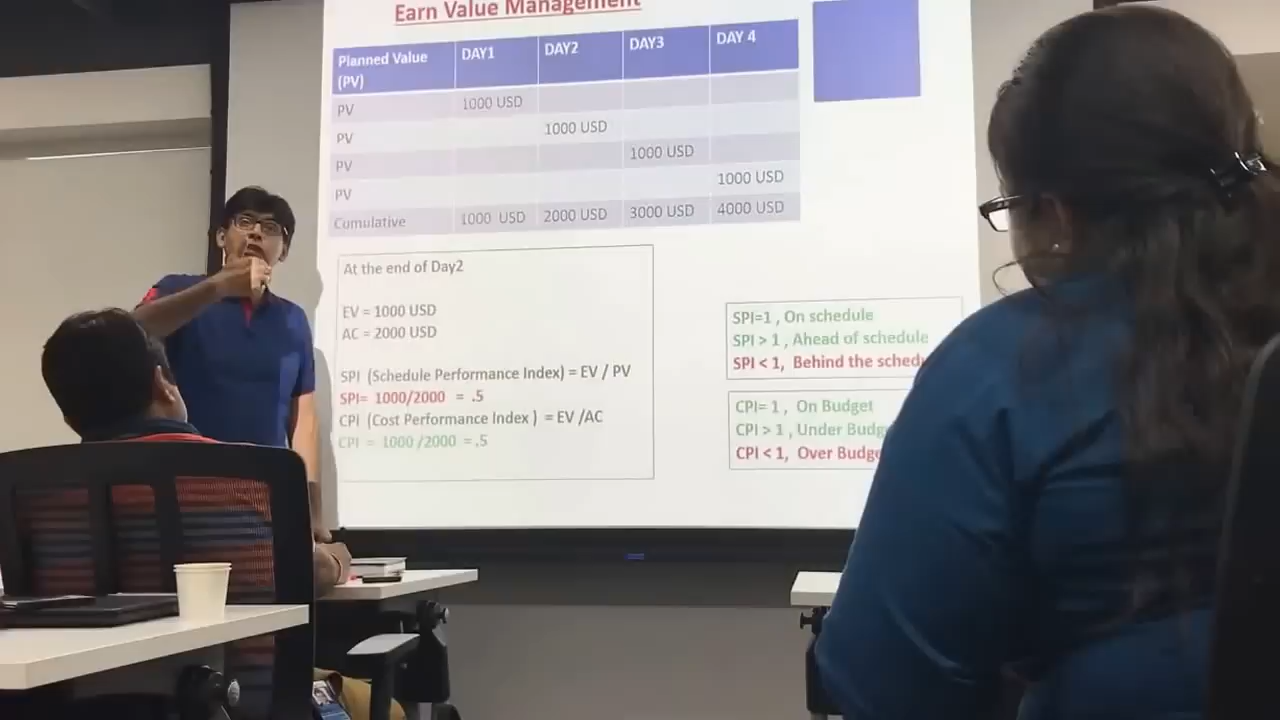 Earn Value Management
Planned Value (PV) DAY1 DAY2 DAY3 DAY 4
PV 1000 USD
PV 1000 USD
PV 1000 USD
PV 1000 USD
Cumulative 1000 USD 2000 USD 3000 USD 4000 USD
At the end of Day2
EV = 1000 USD
AC = 2000 USD
SPI (Schedule Performance Index) = EV / PV
SPI= 1000/2000 = .5
CPI (Cost Performance Index ) = EV /AC
CPI = 1000 /2000 = .5
SPI=1 , On schedule
SPI > 1 , Ahead of schedule
SPI < 1, Behind the
CPI= 1 , On Budget
CPI > 1 , Under
CPI < 1, Over